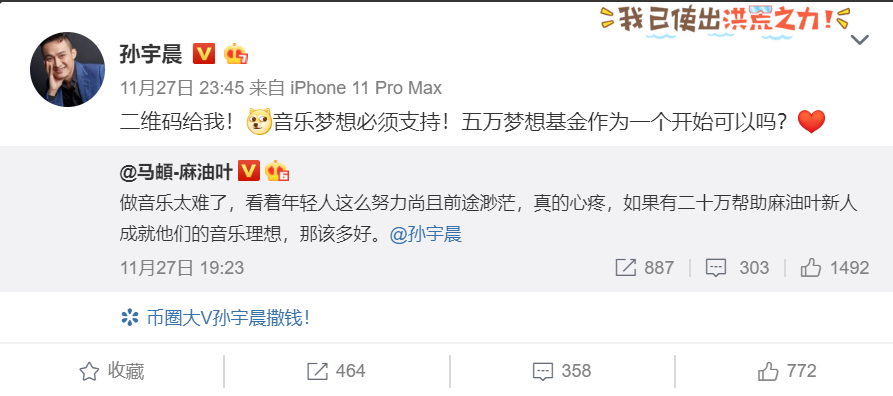 我已使出洪荒之力!
孙宇晨 V
11月27日 23:45 来自 iPhone 11 Pro Max
二维码给我！音乐梦想必须支持！五万梦想基金作为一个开始可以吗？
@马頔-麻油叶 V 6
做音乐太难了，看着年轻人这么努力尚且前途渺茫，真的心疼，如果有二十万帮助麻油叶新人
成就他们的音乐理想，那该多好。@孙宇晨
11月27日 19:23 887 303 1492
币圈大V孙宇晨撒钱！
收藏 464 358 772